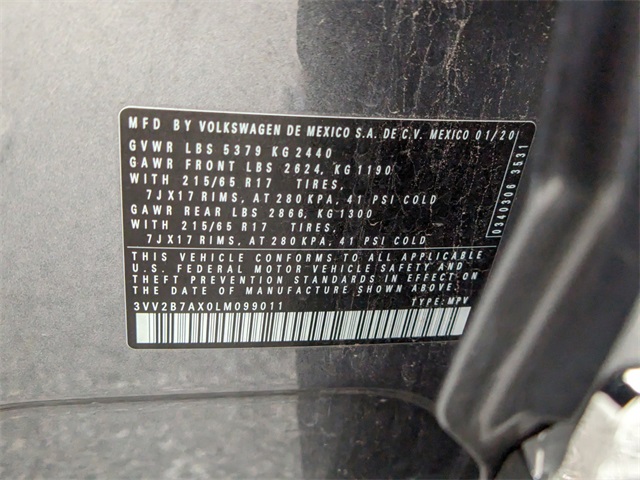 MFD BY VOLKSWAGEN DE MEXICO S.A. DE C.V. MEXICO 01/20
GVWR LBS 5379 KG 2440
GAWR FRONT LBS 2624, KG 1190
WITH 215/65 R17 TIRES,
7JX17 RIMS, AT 280 KPA, 41 PSI COLD
GAWR REAR LBS 2866, KG 1300
WITH 215/65 R17 TIRES,
7JX17 RIMS, AT 280 KPA, 41 PSI COLD
THIS VEHICLE CONFORMS TO ALL APPLICABLE
U.S. FEDERAL MOTOR VEHICLE SAFETY AND
THEFT PREVENTION STANDARDS IN EFFECT ON
THE DATE OF MANUFACTURE SHOWN ABOVE.
3VV2B7AX0LM099011 TYPE: MPV
0340306 3531